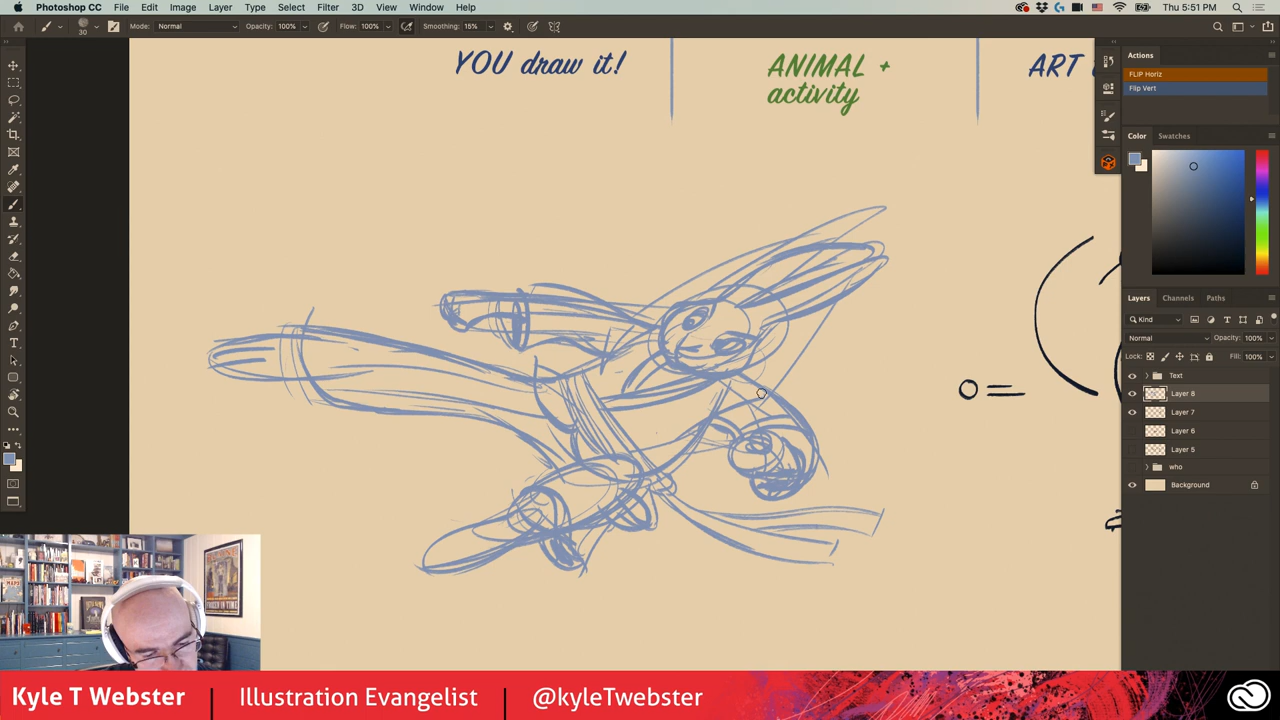 Photoshop CC File Edit Image Layer Type Select Filter 3D View Window Help Thu 5:51 PM
30 Mode: Normal Opacity: 100% Flow: 100% Smoothing: 15%
YOU draw it!
ANIMAL +
activity
ART
Actions
FLIP Horiz
Flip Vert
Color Swatches
Layers Channels Paths
Kind
Normal Opacity: 100%
Lock: Fill: 100%
Text
Layer 8
Layer 7
Layer 6
Layer 5
who
Background
Kyle T Webster | Illustration Evangelist | @kyleTwebster